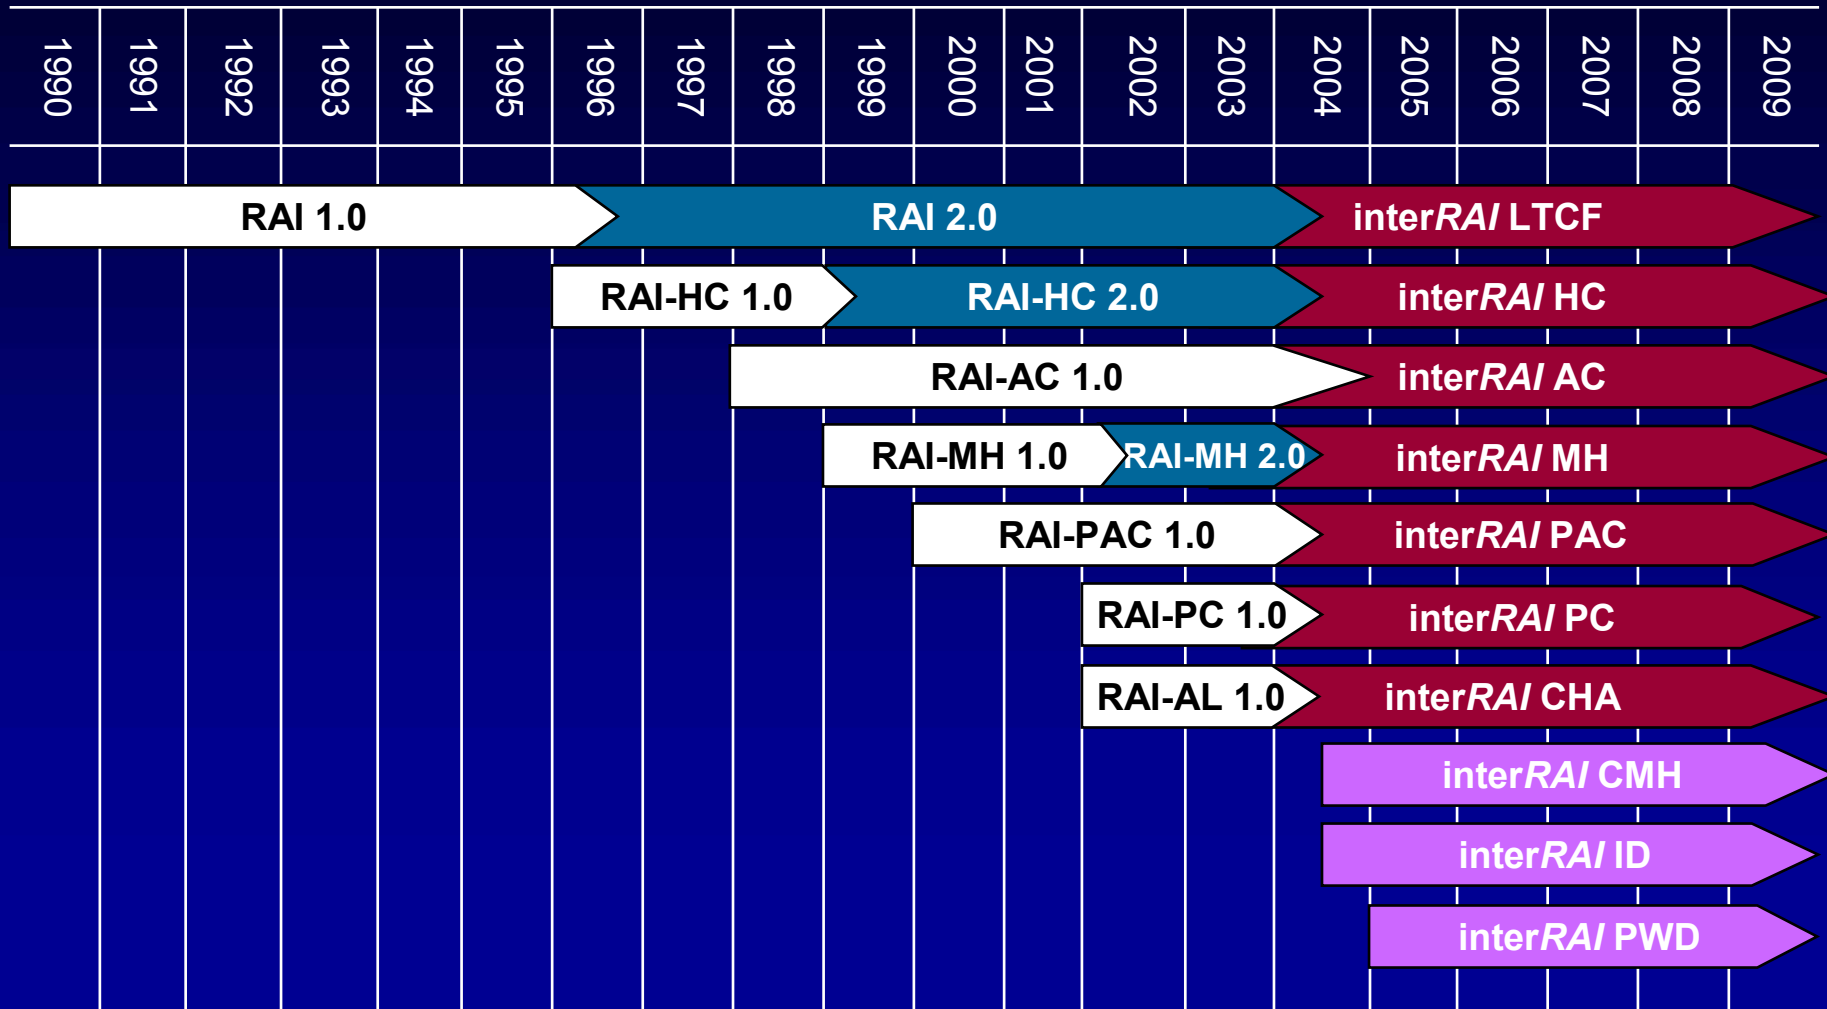 1990 1991 1992 1993 1994 1995 1996 1997 1998 1999 2000 2001 2002 2003 2004 2005 2006 2007 2008 2009
RAI 1.0 RAI 2.0 interRAI LTCF
RAI-HC 1.0 RAI-HC 2.0 interRAI HC
RAI-AC 1.0 interRAI AC
RAI-MH 1.0 RAI-MH 2.0 interRAI MH
RAI-PAC 1.0 interRAI PAC
RAI-PC 1.0 interRAI PC
RAI-AL 1.0 interRAI CHA
interRAI CMH
interRAI ID
interRAI PWD